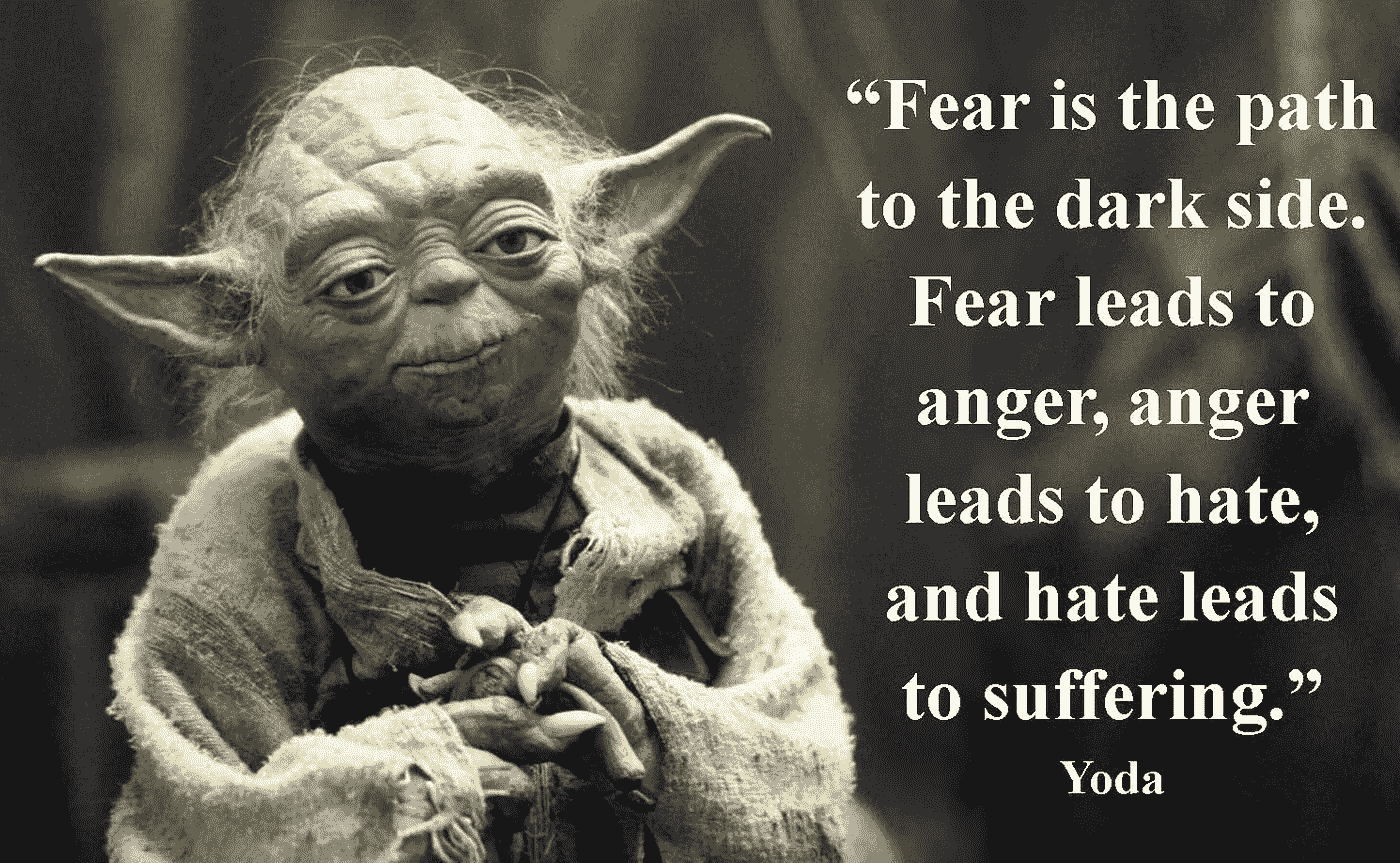 “Fear is the path
to the dark side.
Fear leads to
anger, anger
leads to hate,
and hate leads
to suffering.”
Yoda